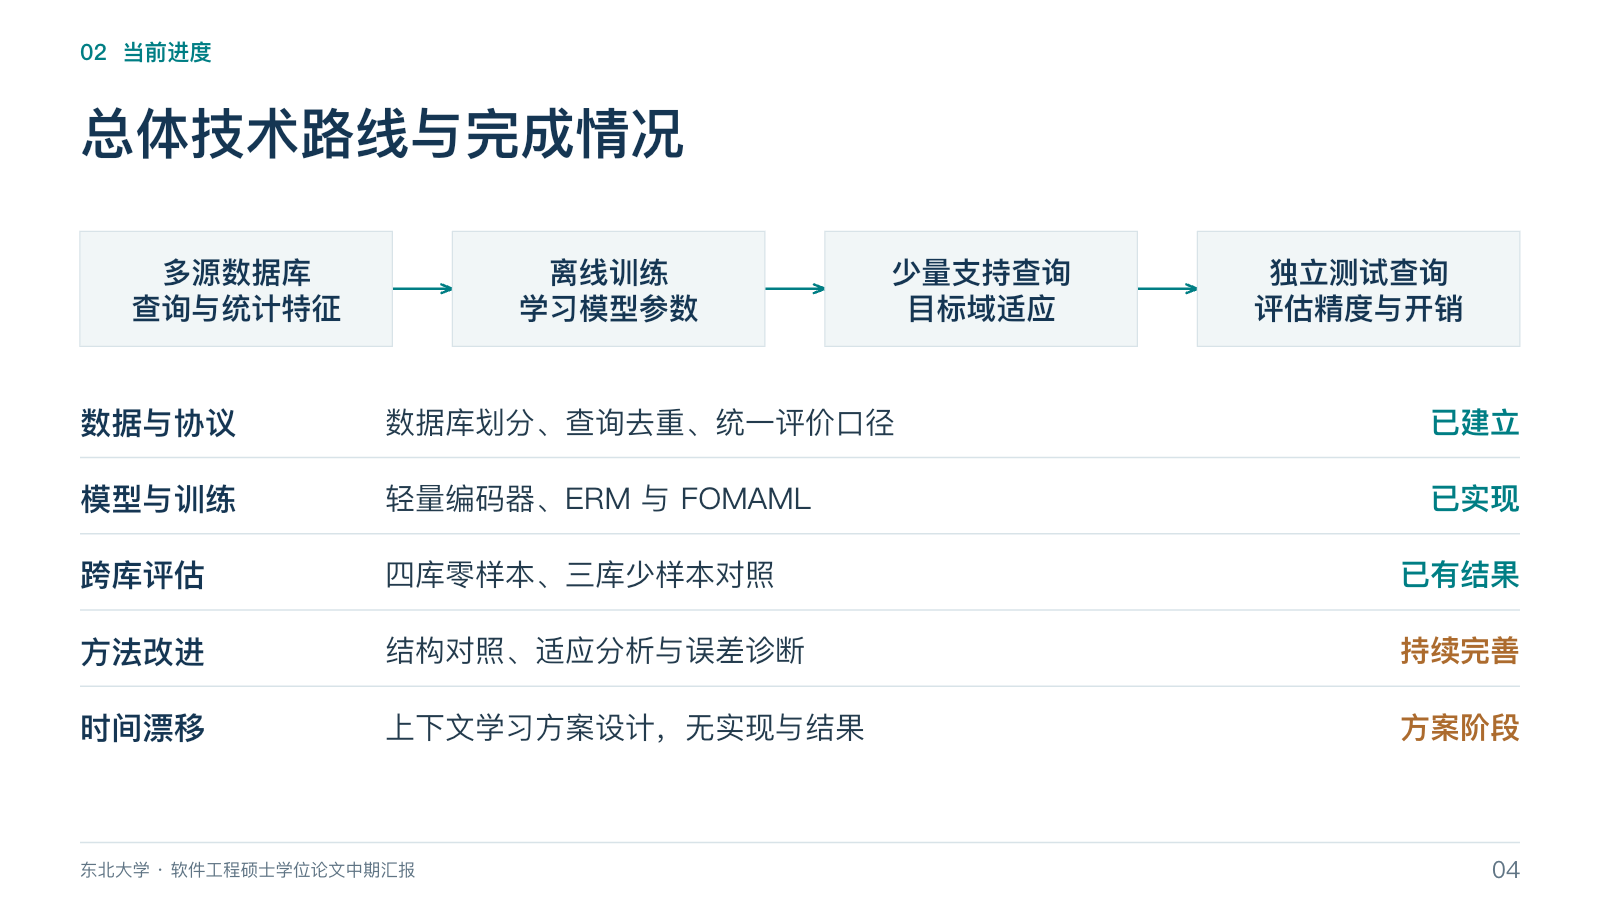 02 当前进度
总体技术路线与完成情况
多源数据库
查询与统计特征
离线训练
学习模型参数
少量支持查询
目标域适应
独立测试查询
评估精度与开销
数据与协议 数据库划分、查询去重、统一评价口径 已建立
模型与训练 轻量编码器、ERM 与 FOMAML 已实现
跨库评估 四库零样本、三库少样本对照 已有结果
方法改进 结构对照、适应分析与误差诊断 持续完善
时间漂移 上下文学习方案设计，无实现与结果 方案阶段
东北大学 · 软件工程硕士学位论文中期汇报 04